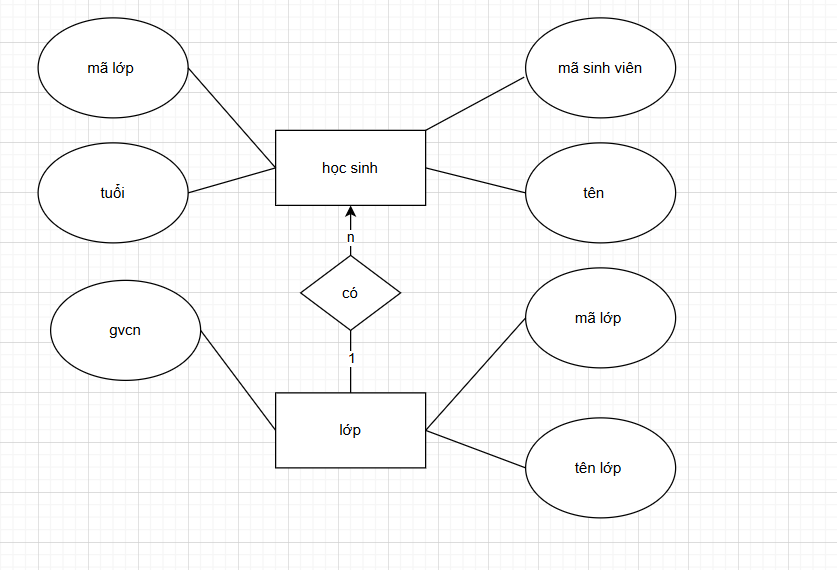 mã lớp
mã sinh viên
học sinh
tuổi
tên
n
có
gvcn
mã lớp
1
lớp
tên lớp